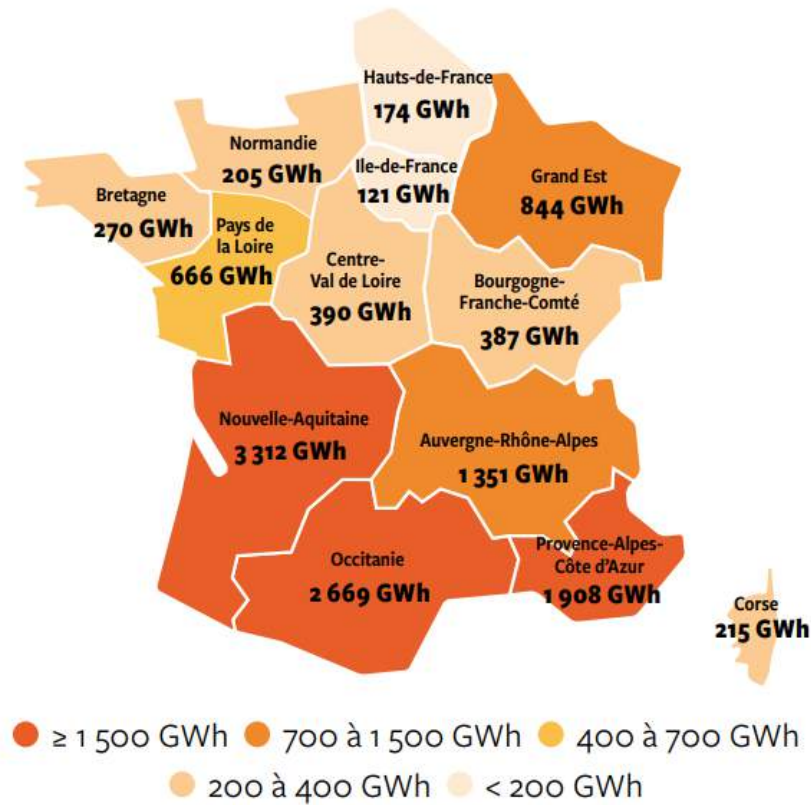 Hauts-de-France
174 GWh
Normandie
205 GWh
Ile-de-France
121 GWh
Grand Est
844 GWh
Bretagne
270 GWh
Pays de
la Loire
666 GWh
Centre-
Val de Loire
390 GWh
Bourgogne-
Franche-Comté
387 GWh
Nouvelle-Aquitaine
3 312 GWh
Auvergne-Rhône-Alpes
1 351 GWh
Occitanie
2 669 GWh
Provence-Alpes-
Côte d'Azur
1 908 GWh
Corse
215 GWh
≥ 1 500 GWh 700 à 1 500 GWh 400 à 700 GWh
200 à 400 GWh < 200 GWh